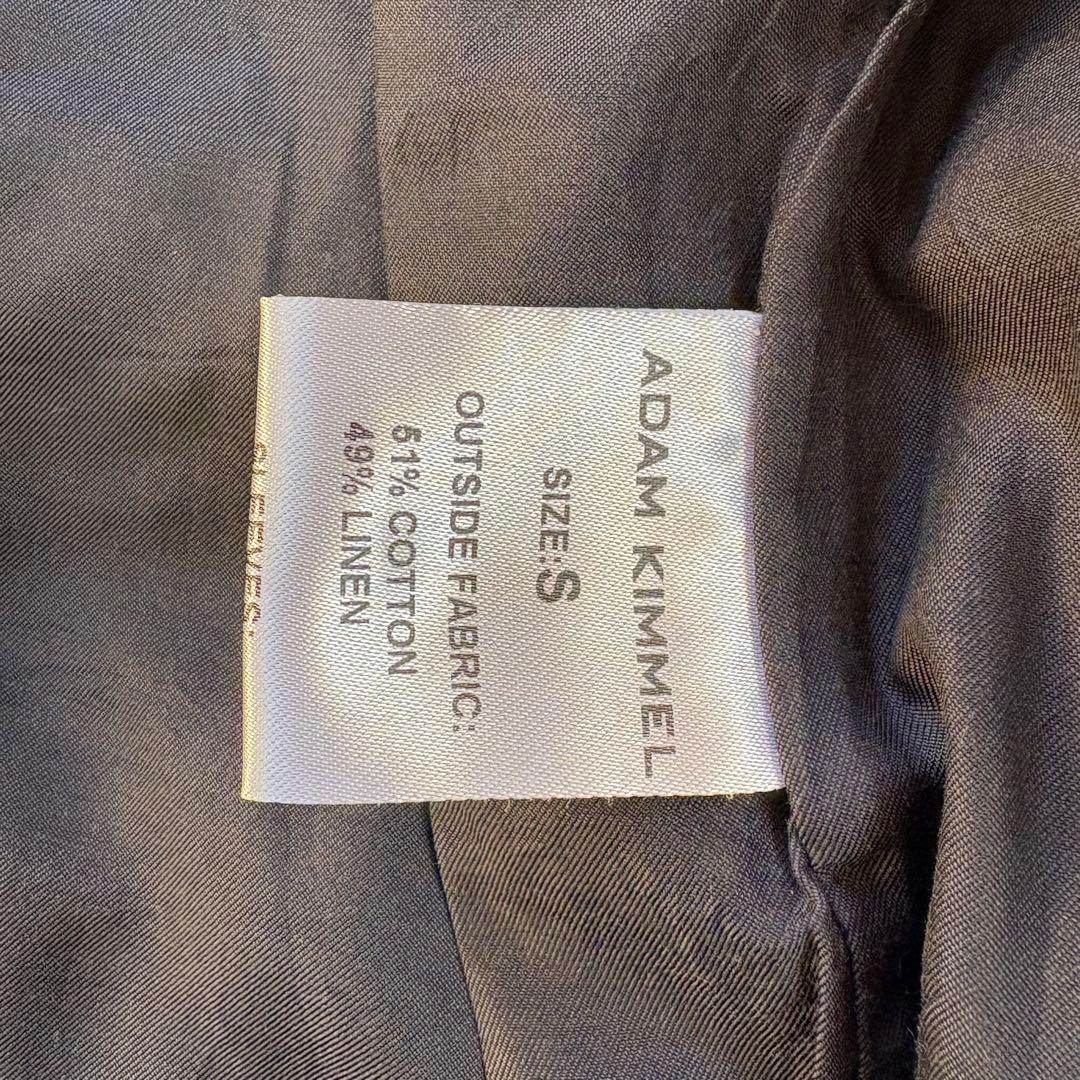 ADAM KIMMEL
SIZE:S
OUTSIDE FABRIC:
51% COTTON
49% LINEN